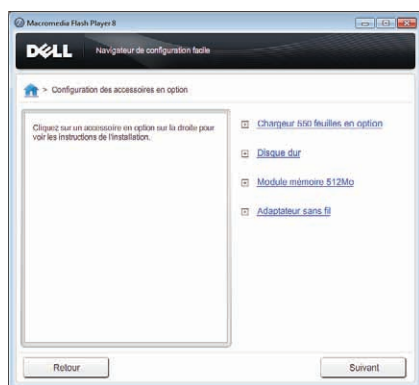 Macromedia Flash Player 8
DELL
Navigateur de configuration facile
> Configuration des accessoires en option
Cliquez sur un accessoire en option sur la droite pour
voir les instructions de l'installation.
Chargeur 550 feuilles en option
Disque dur
Module mémoire 512Mo
Adaptateur sans fil
Retour
Suivant